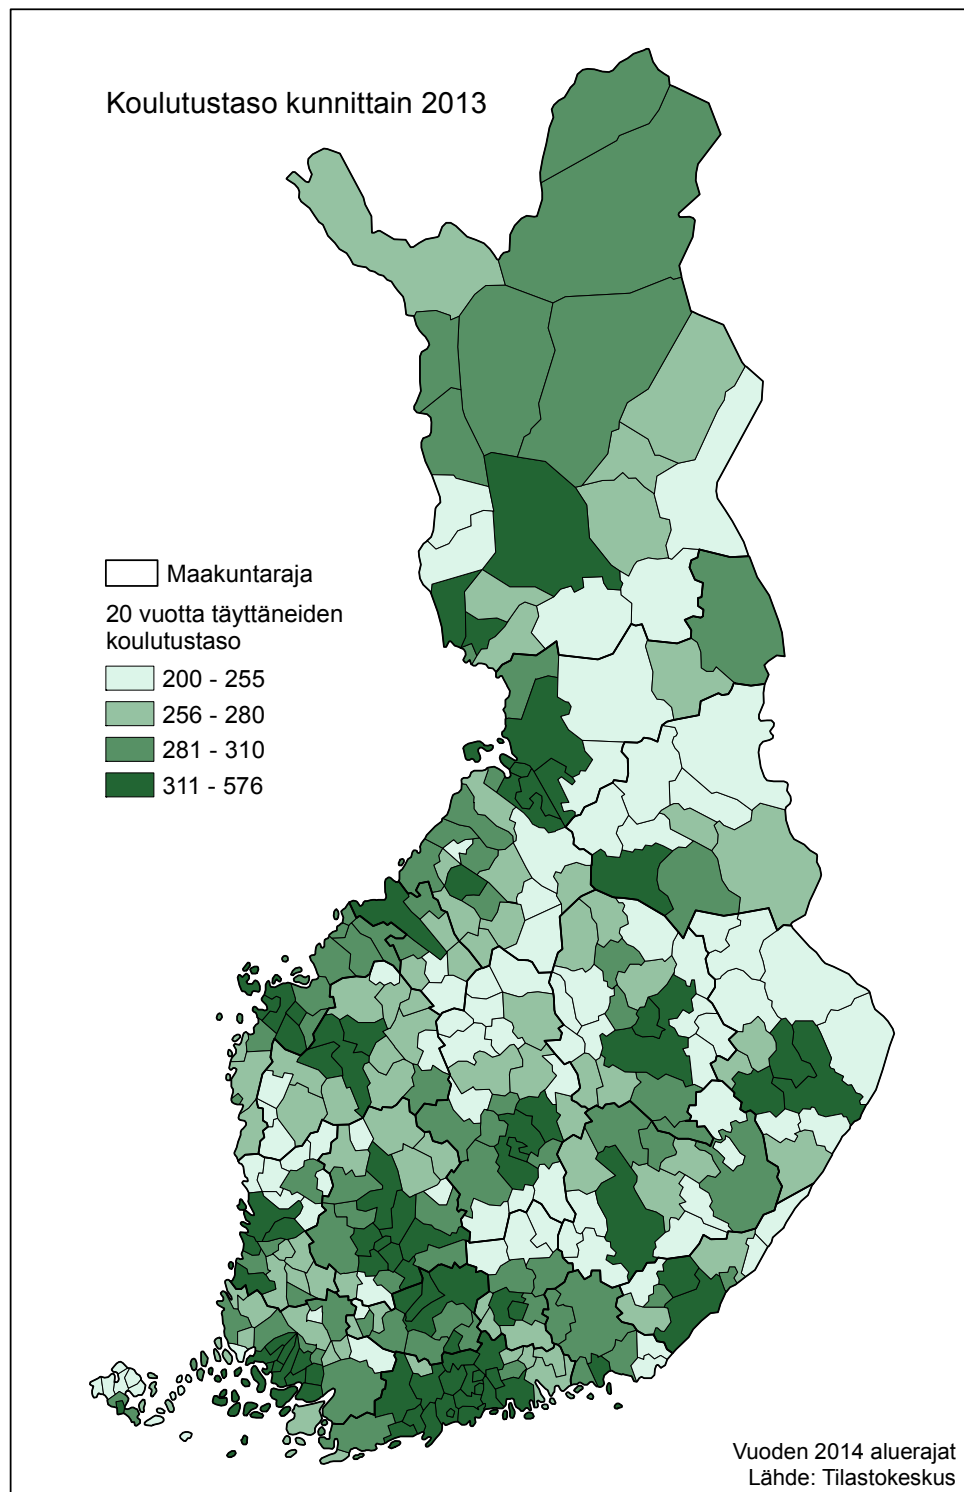 Koulutustaso kunnittain 2013
Maakuntaraja
20 vuotta täyttäneiden
koulutustaso
200 - 255
256 - 280
281 - 310
311 - 576
Vuoden 2014 aluerajat
Lähde: Tilastokeskus